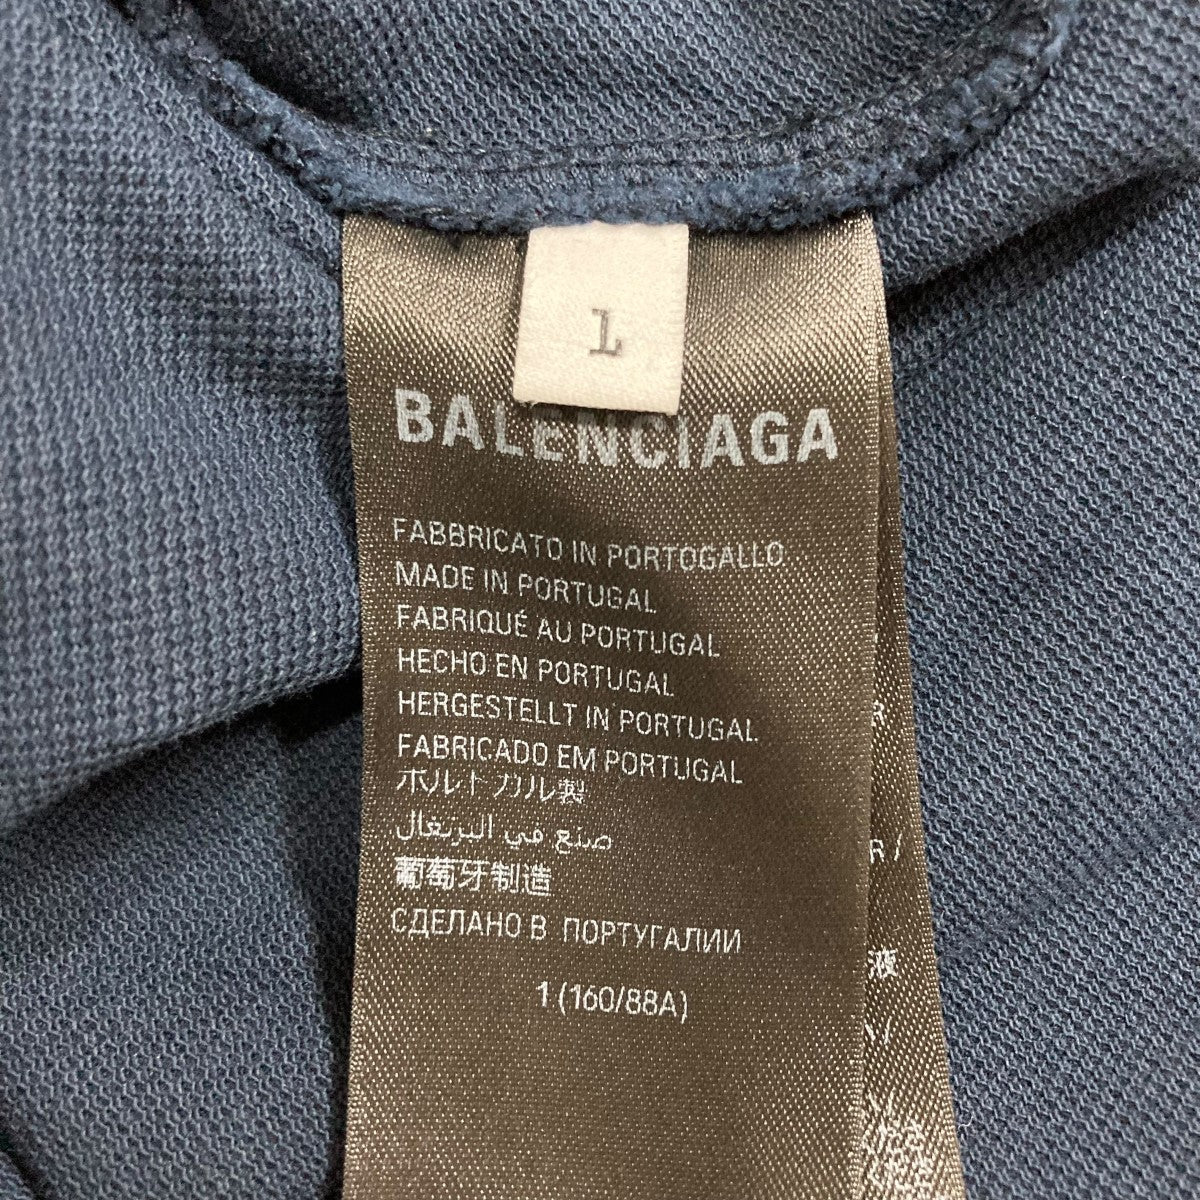 1
BALENCIAGA
FABBRICATO IN PORTOGALLO
MADE IN PORTUGAL
FABRIQUÉ AU PORTUGAL
HECHO EN PORTUGAL
HERGESTELLT IN PORTUGAL
FABRICADO EM PORTUGAL
ポルトガル製
صنع في البرتغال
葡萄牙制造
СДЕЛАНО В ПОРТУГАЛИИ
1 (160/88A)
R
R /
液